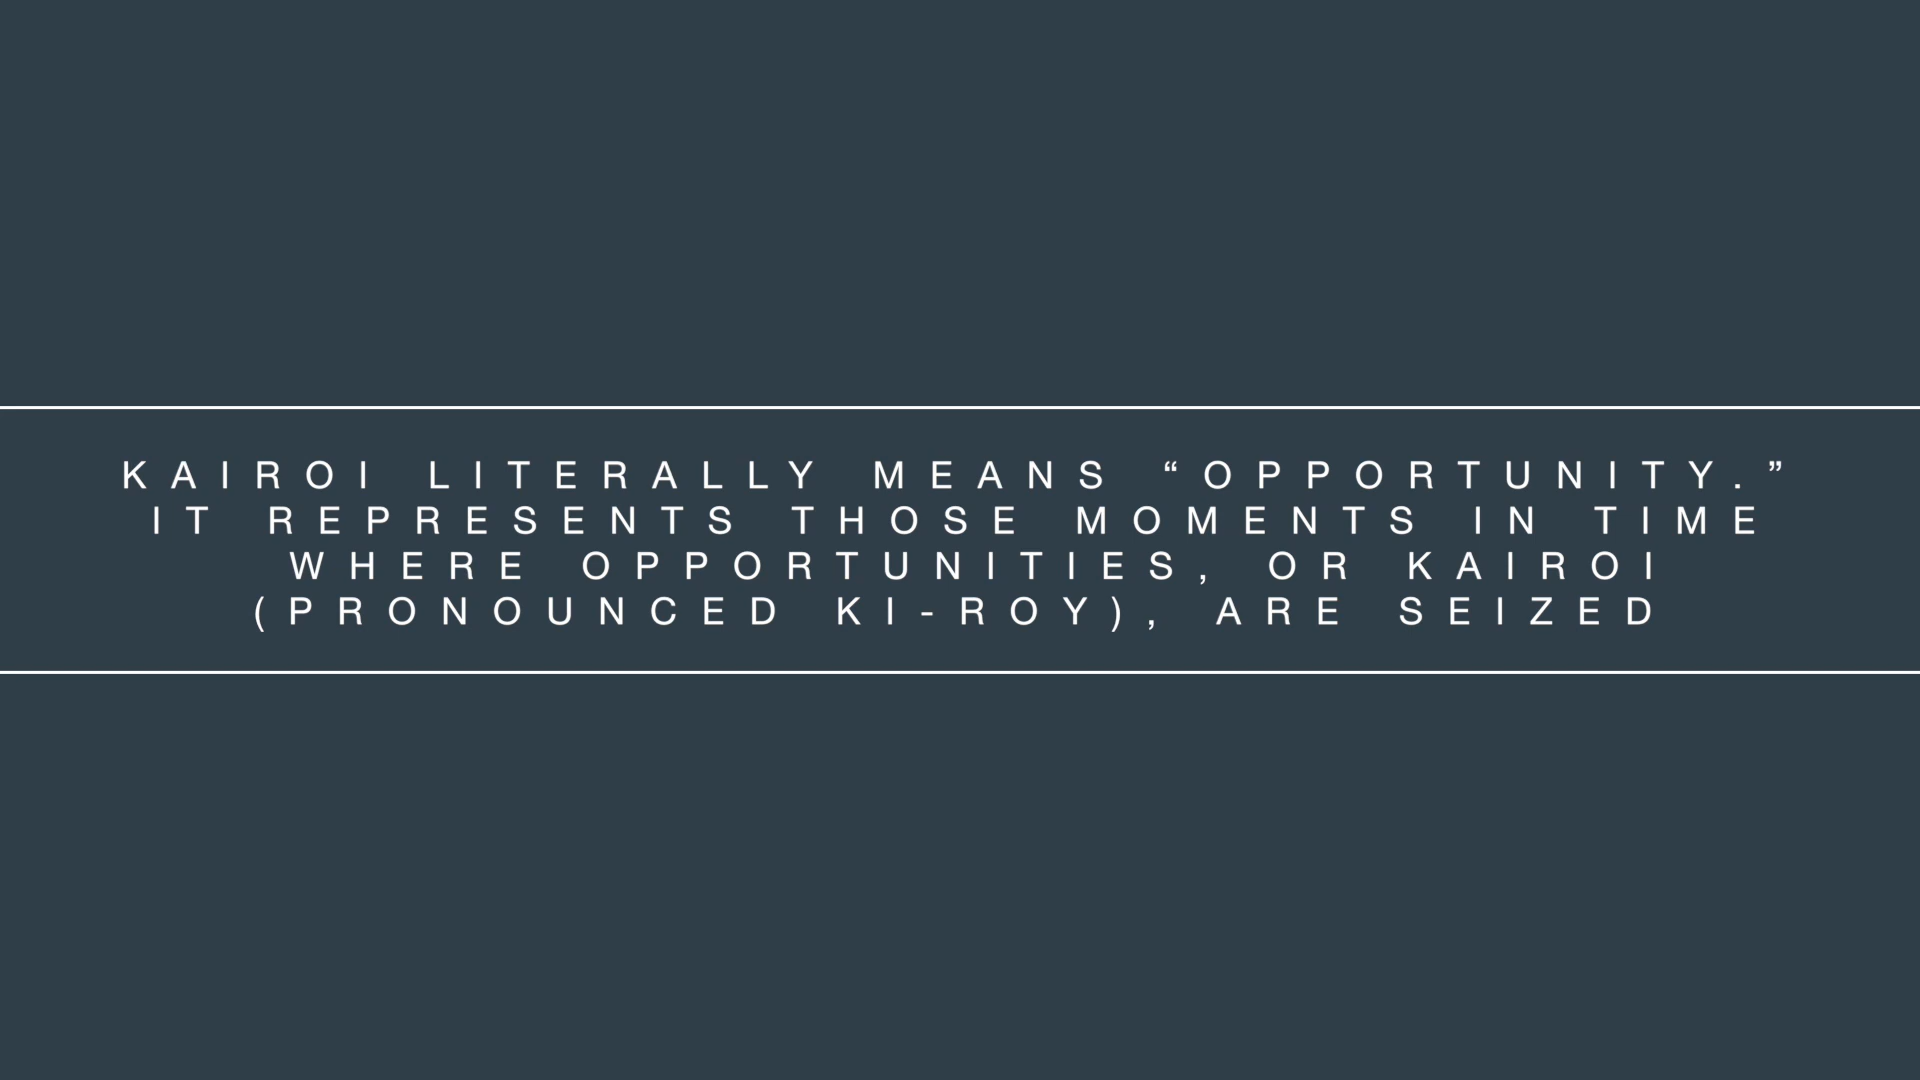 KAIROI LITERALLY MEANS “OPPORTUNITY.”
IT REPRESENTS THOSE MOMENTS IN TIME
WHERE OPPORTUNITIES, OR KAIROI
(PRONOUNCED KI-ROY), ARE SEIZED